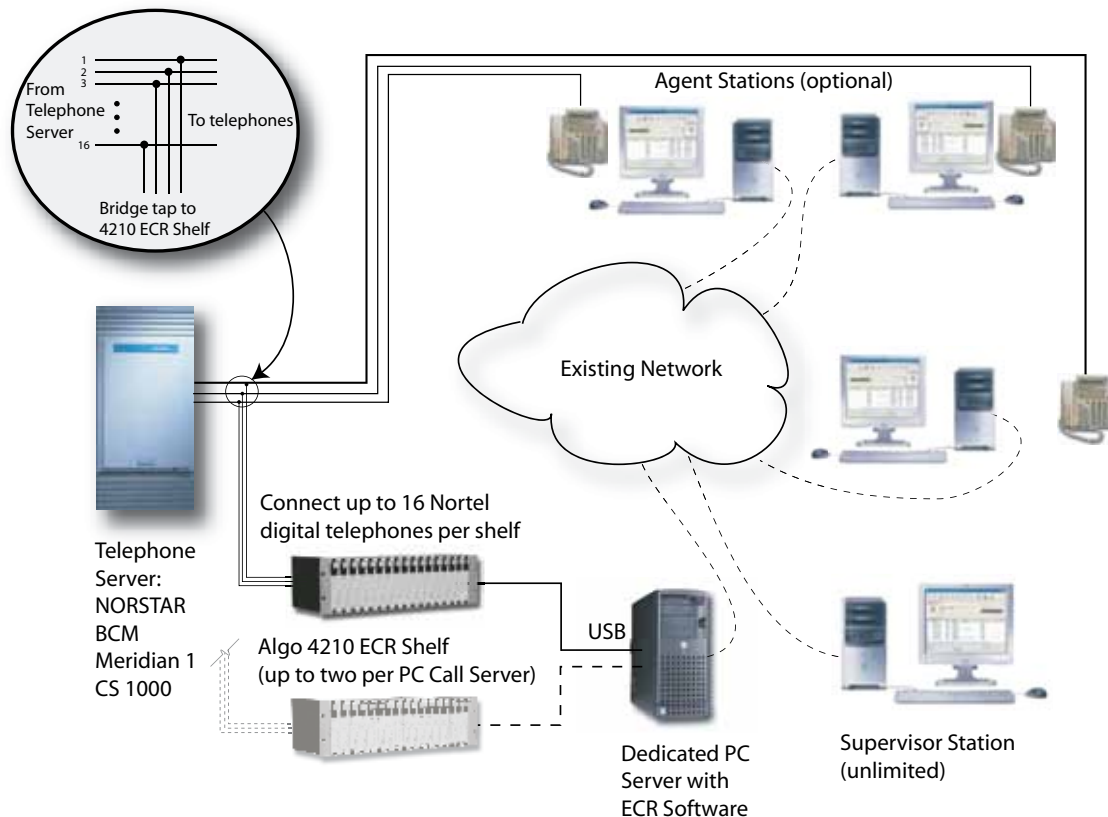 1
2
3
From
Telephone
Server
16
To telephones
Bridge tap to
4210 ECR Shelf
Agent Stations (optional)
Existing Network
Connect up to 16 Nortel
digital telephones per shelf
Telephone
Server:
NORSTAR
BCM
Meridian 1
CS 1000
Algo 4210 ECR Shelf
(up to two per PC Call Server)
USB
Dedicated PC
Server with
ECR Software
Supervisor Station
(unlimited)